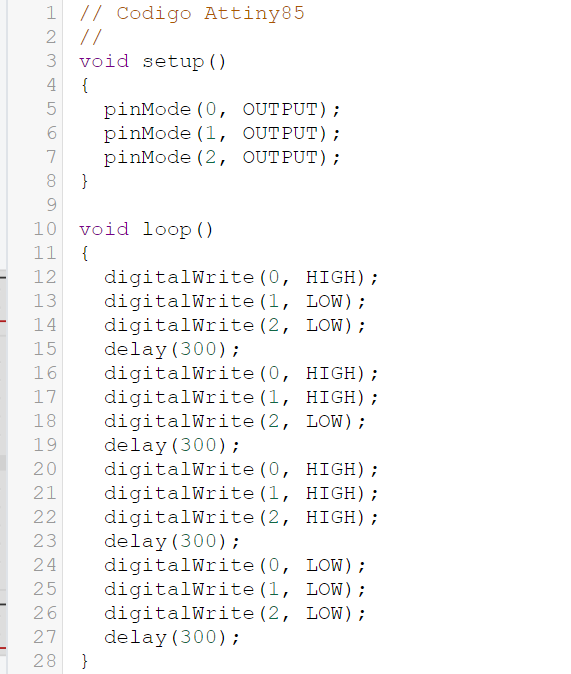 1 // Codigo Attiny85
2 //
3 void setup()
4 {
5   pinMode(0, OUTPUT);
6   pinMode(1, OUTPUT);
7   pinMode(2, OUTPUT);
8 }
9
10 void loop()
11 {
12   digitalWrite(0, HIGH);
13   digitalWrite(1, LOW);
14   digitalWrite(2, LOW);
15   delay(300);
16   digitalWrite(0, HIGH);
17   digitalWrite(1, HIGH);
18   digitalWrite(2, LOW);
19   delay(300);
20   digitalWrite(0, HIGH);
21   digitalWrite(1, HIGH);
22   digitalWrite(2, HIGH);
23   delay(300);
24   digitalWrite(0, LOW);
25   digitalWrite(1, LOW);
26   digitalWrite(2, LOW);
27   delay(300);
28 }